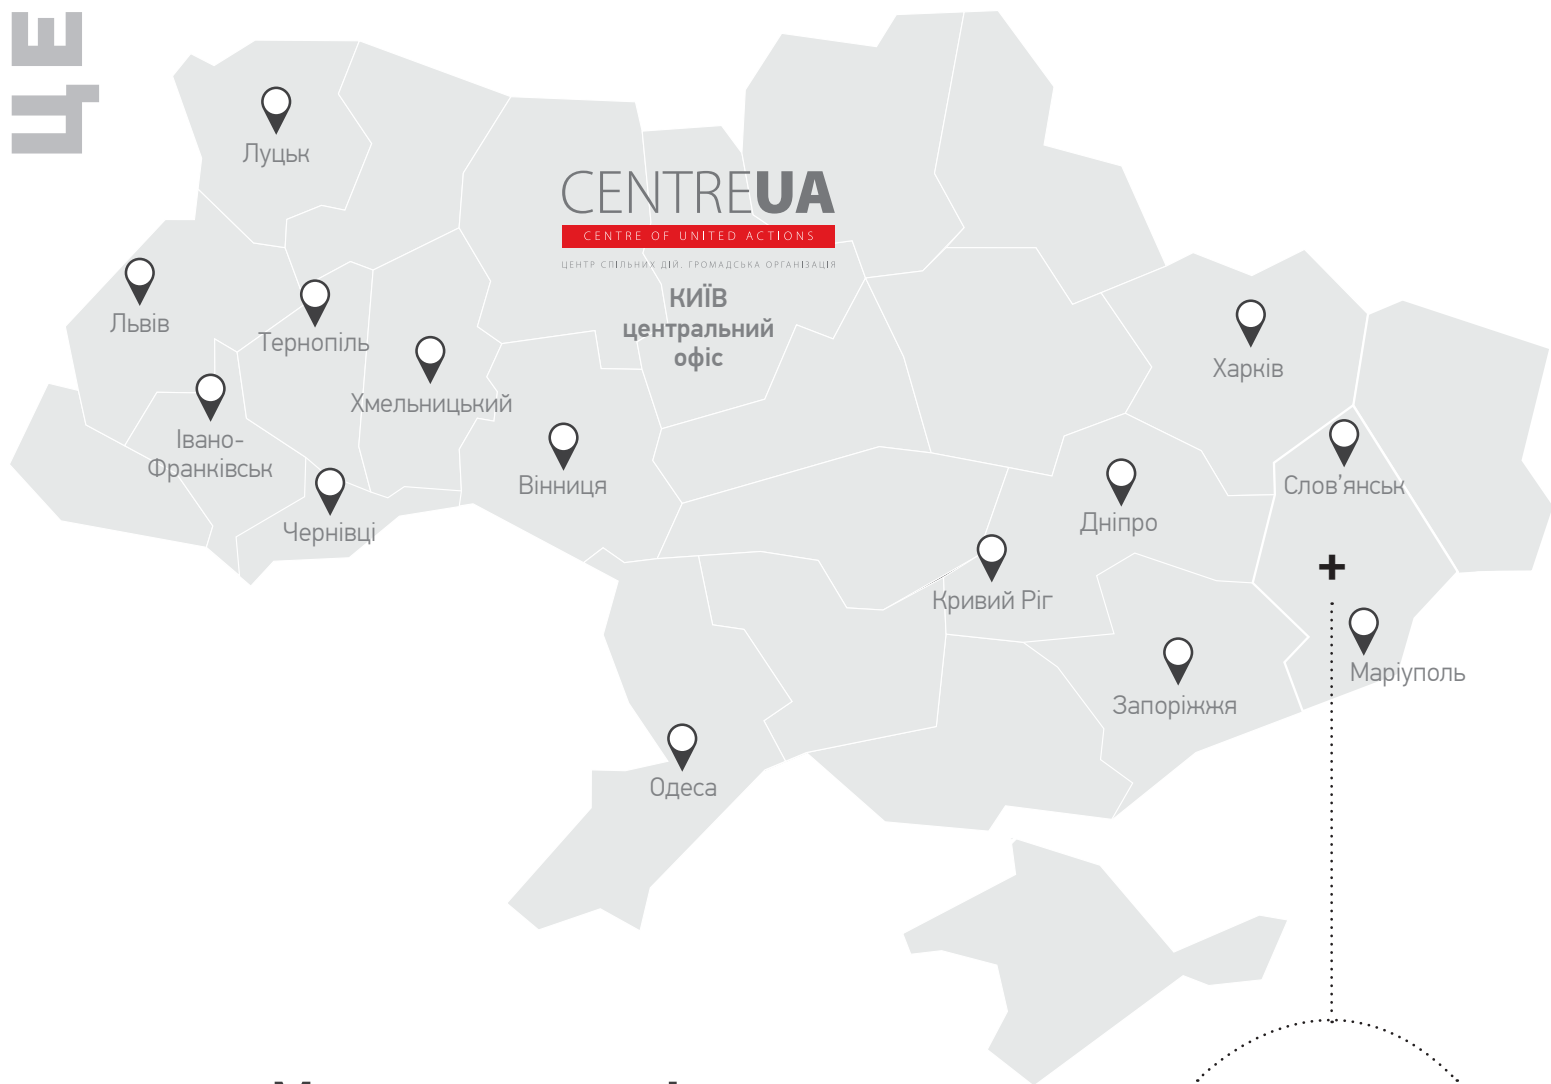 ЦЕ
Луцьк
CENTREUA
CENTRE OF UNITED ACTIONS
ЦЕНТР СПІЛЬНИХ ДІЙ. ГРОМАДСЬКА ОРГАНІЗАЦІЯ
КИЇВ
центральний
офіс
Львів
Тернопіль
Хмельницький
Харків
Івано-
Франківськ
Вінниця
Слов’янськ
Чернівці
Дніпро
+
Кривий Ріг
Маріуполь
Запоріжжя
Одеса